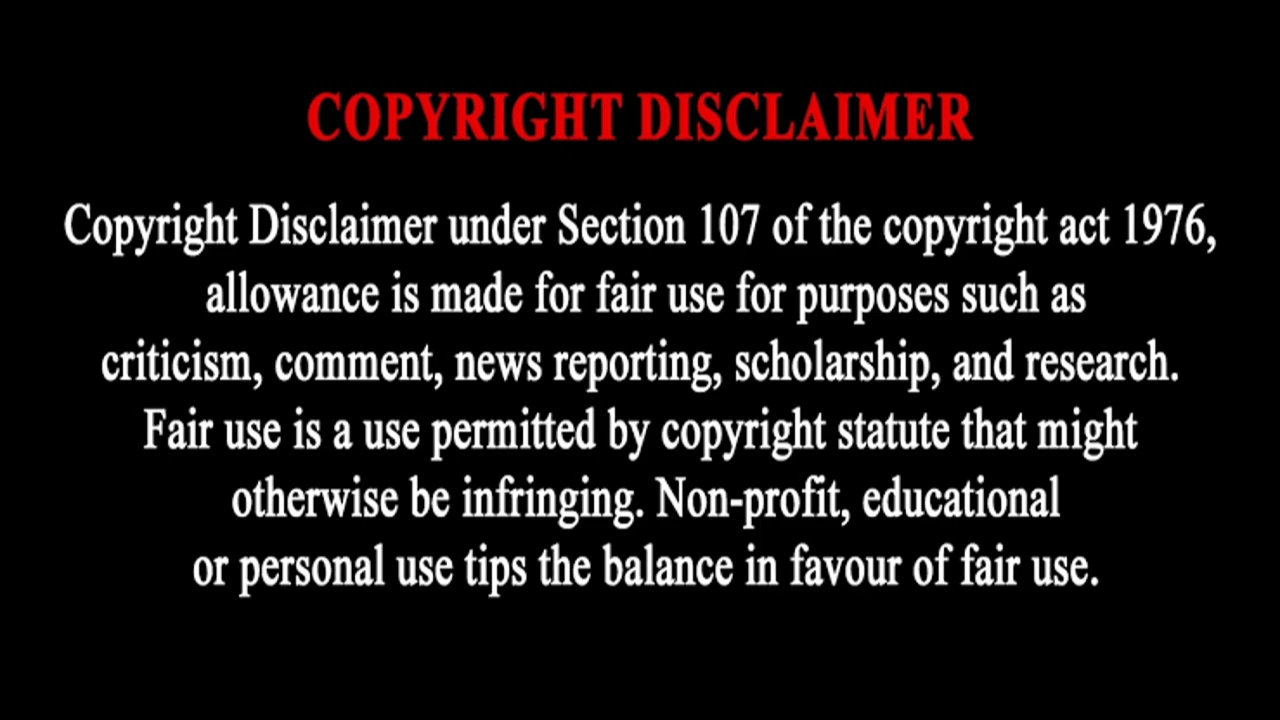 COPYRIGHT DISCLAIMER
Copyright Disclaimer under Section 107 of the copyright act 1976,
allowance is made for fair use for purposes such as
criticism, comment, news reporting, scholarship, and research.
Fair use is a use permitted by copyright statute that might
otherwise be infringing. Non-profit, educational
or personal use tips the balance in favour of fair use.